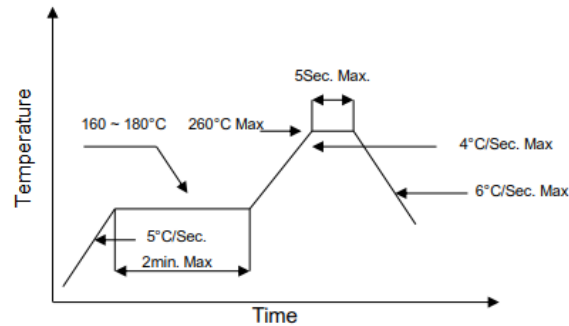 5Sec. Max.
160 ~ 180°C
260°C Max
4°C/Sec. Max
6°C/Sec. Max
5°C/Sec.
2min. Max
Temperature
Time